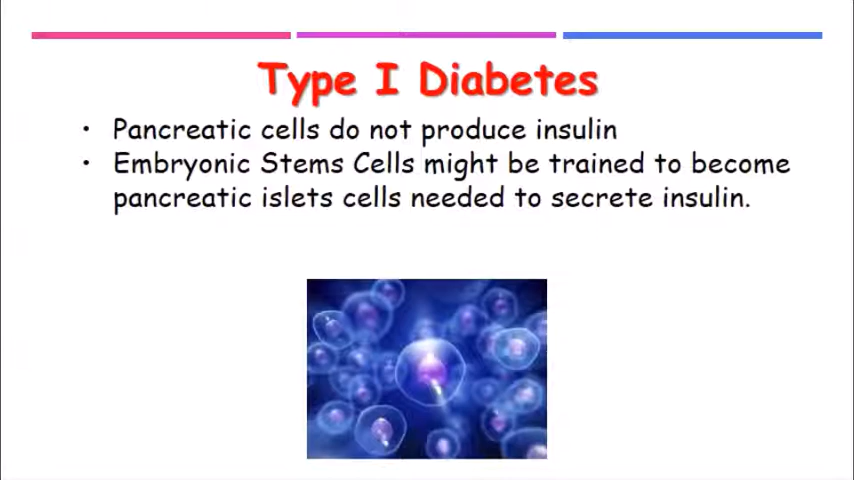 Type I Diabetes
• Pancreatic cells do not produce insulin
• Embryonic Stems Cells might be trained to become
pancreatic islets cells needed to secrete insulin.